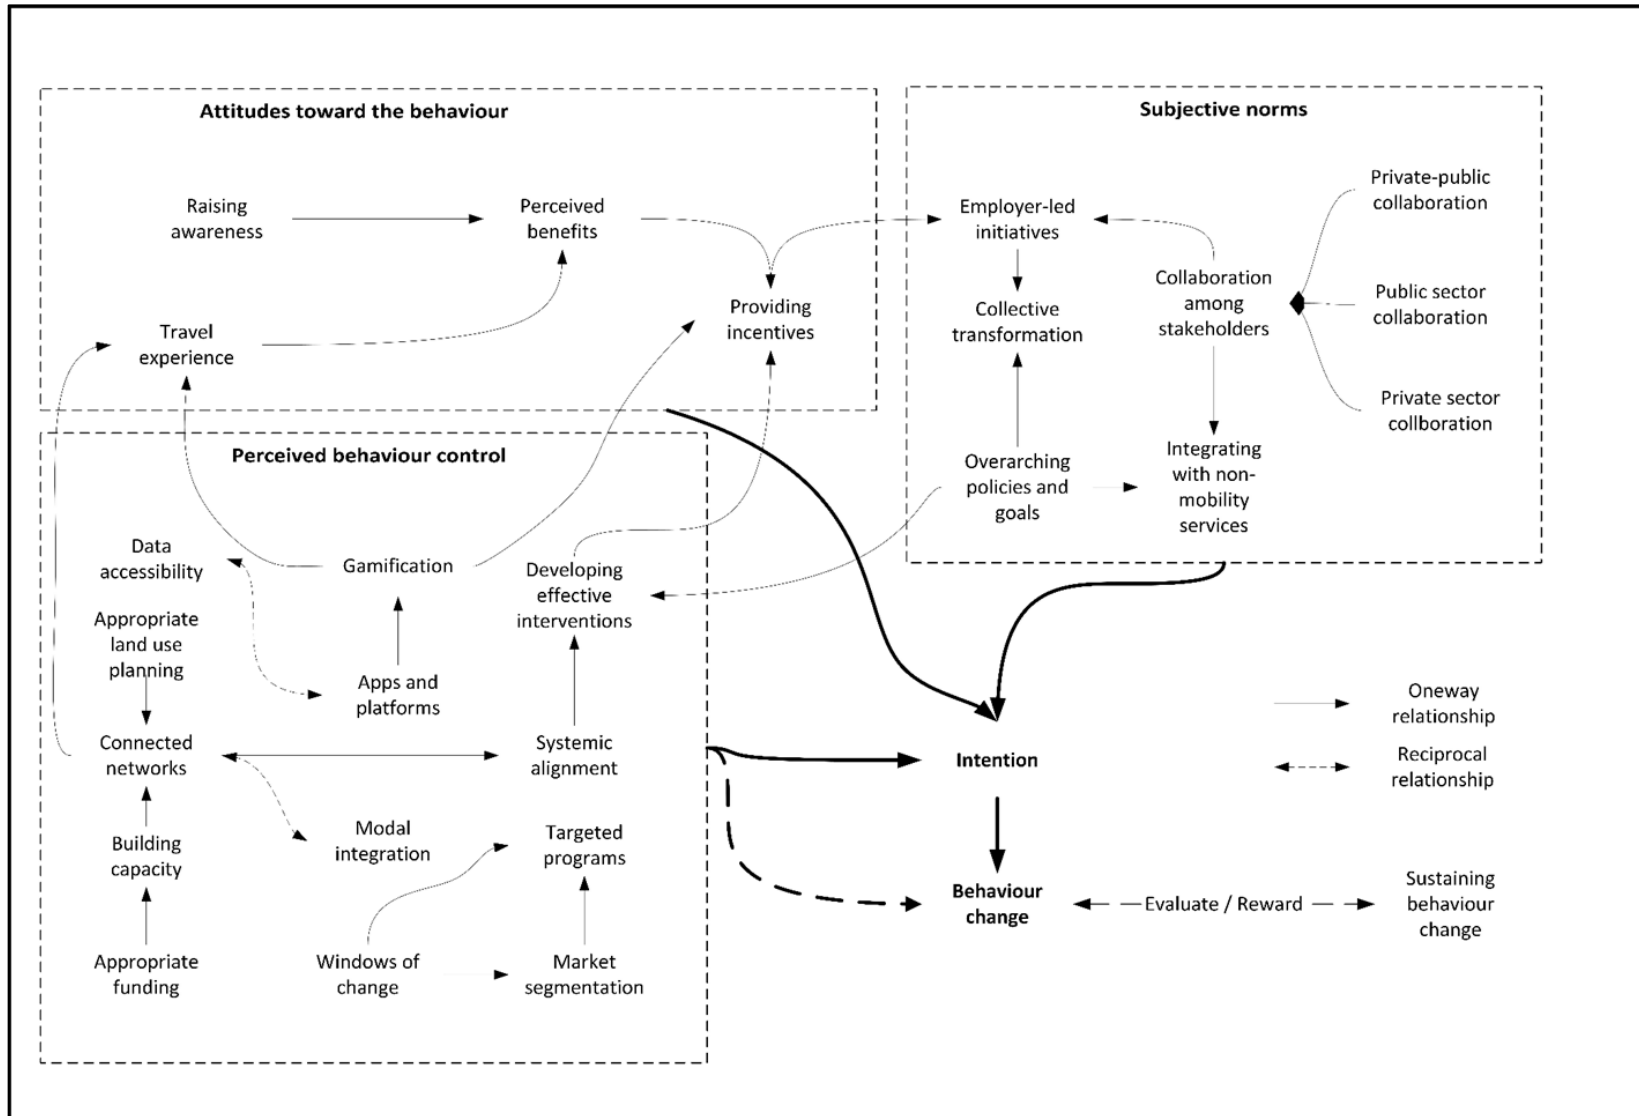 Attitudes toward the behaviour
Raising
awareness
Perceived
benefits
Providing
incentives
Travel
experience
Subjective norms
Employer-led
initiatives
Collective
transformation
Collaboration
among
stakeholders
Private-public
collaboration
Public sector
collaboration
Private sector
collboration
Overarching
policies and
goals
Integrating
with non-
mobility
services
Perceived behaviour control
Data
accessibility
Gamification
Developing
effective
interventions
Appropriate
land use
planning
Apps and
platforms
Connected
networks
Systemic
alignment
Building
capacity
Modal
integration
Targeted
programs
Appropriate
funding
Windows of
change
Market
segmentation
Intention
Behaviour
change
Evaluate / Reward
Sustaining
behaviour
change
Oneway
relationship
Reciprocal
relationship